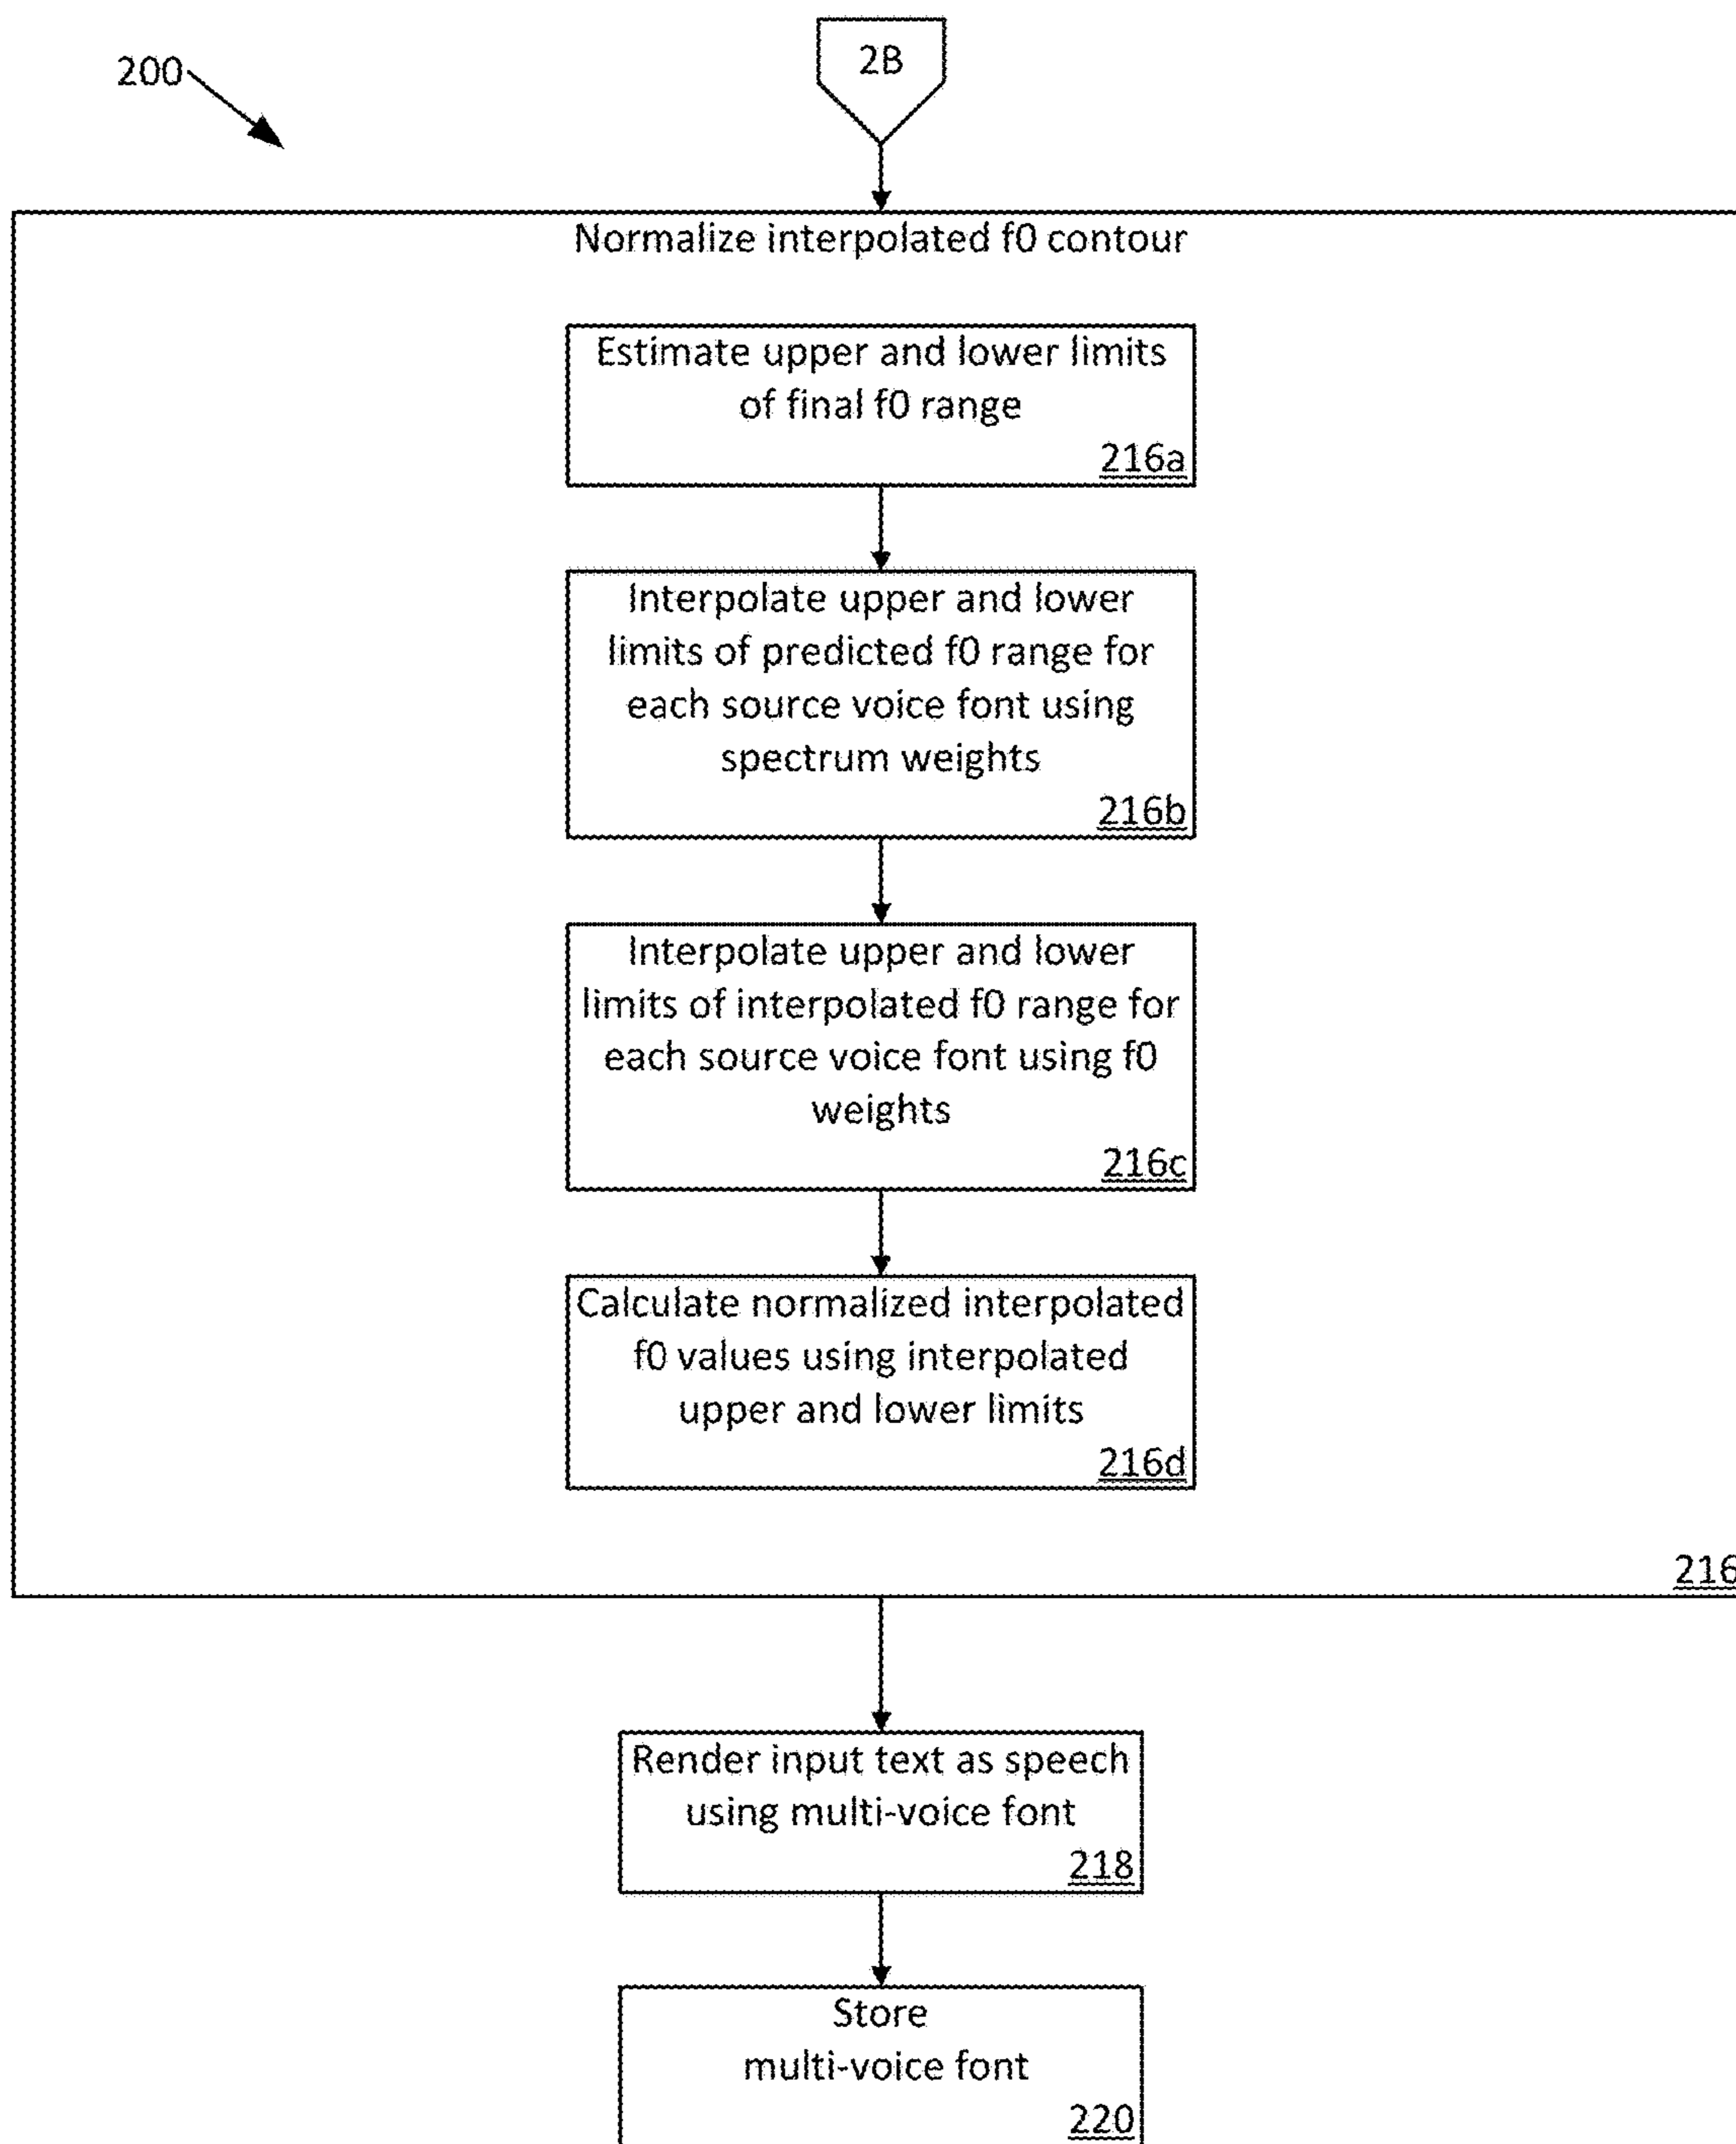 200
2B
Normalize interpolated f0 contour
Estimate upper and lower limits
of final f0 range
216a
Interpolate upper and lower
limits of predicted f0 range for
each source voice font using
spectrum weights
216b
Interpolate upper and lower
limits of interpolated f0 range for
each source voice font using f0
weights
216c
Calculate normalized interpolated
f0 values using interpolated
upper and lower limits
216d
216
Render input text as speech
using multi-voice font
218
Store
multi-voice font
220